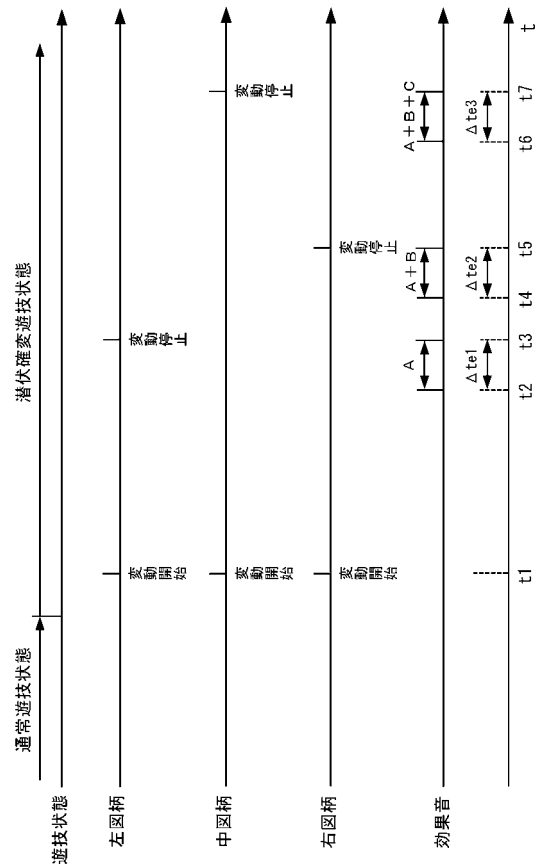 通常遊技状態
潜伏確変遊技状態
遊技状態
左図柄
変動開始
変動停止
中図柄
変動開始
変動停止
右図柄
変動開始
変動停止
効果音
A
A+B
A+B+C
Δte1
Δte2
Δte3
t1
t2
t3
t4
t5
t6
t7
t